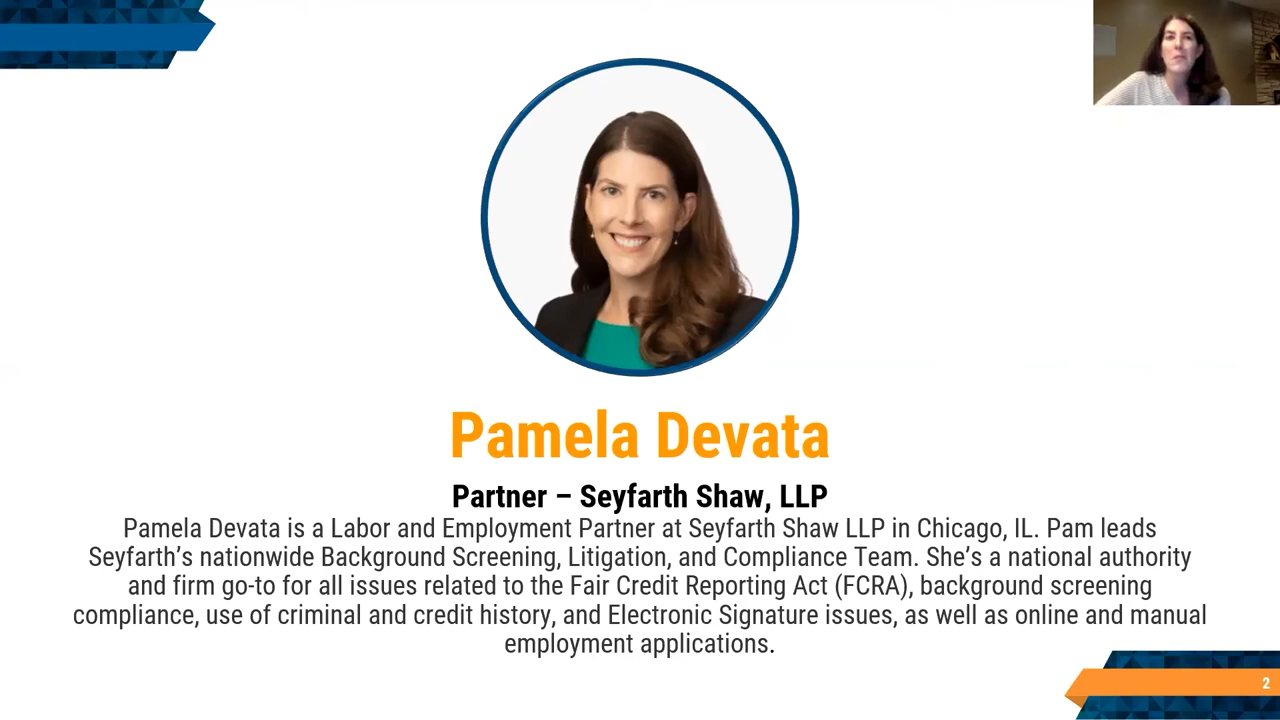 Pamela Devata
Partner – Seyfarth Shaw, LLP
Pamela Devata is a Labor and Employment Partner at Seyfarth Shaw LLP in Chicago, IL. Pam leads
Seyfarth’s nationwide Background Screening, Litigation, and Compliance Team. She’s a national authority
and firm go-to for all issues related to the Fair Credit Reporting Act (FCRA), background screening
compliance, use of criminal and credit history, and Electronic Signature issues, as well as online and manual
employment applications.
2